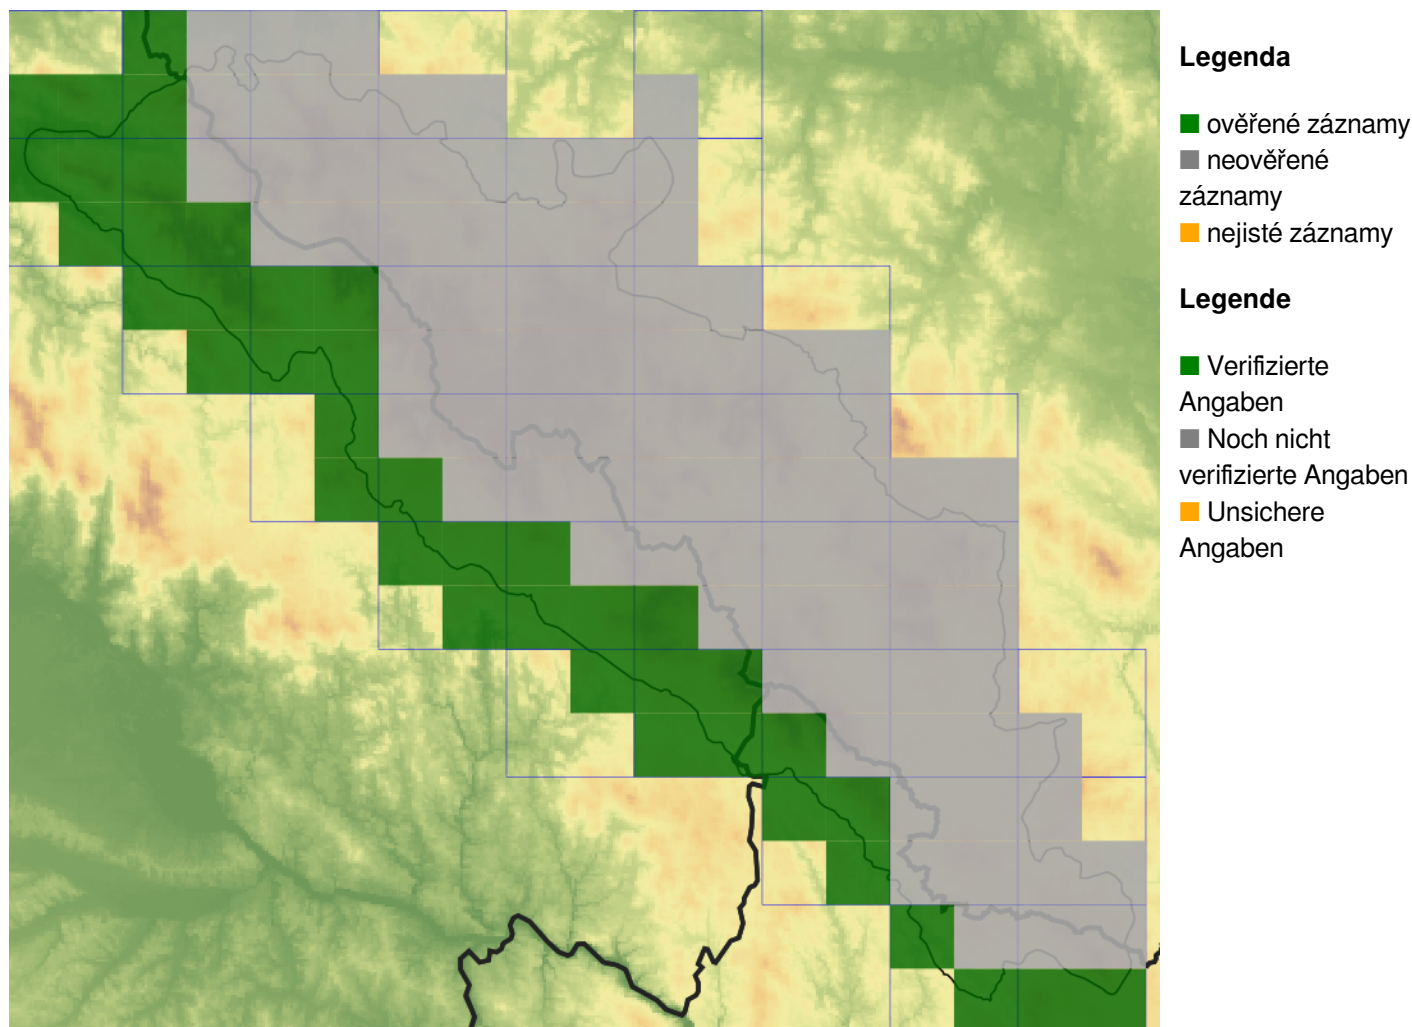 Legenda
ověřené záznamy
neověřené
záznamy
nejisté záznamy
Legende
Verifizierte
Angaben
Noch nicht
verifizierte Angaben
Unsichere
Angaben